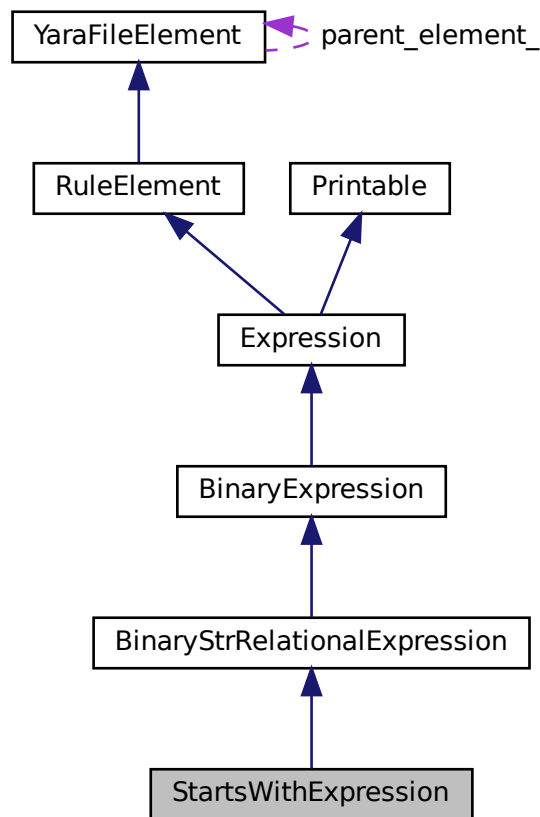 YaraFileElement
parent_element_
RuleElement
Printable
Expression
BinaryExpression
BinaryStrRelationalExpression
StartsWithExpression